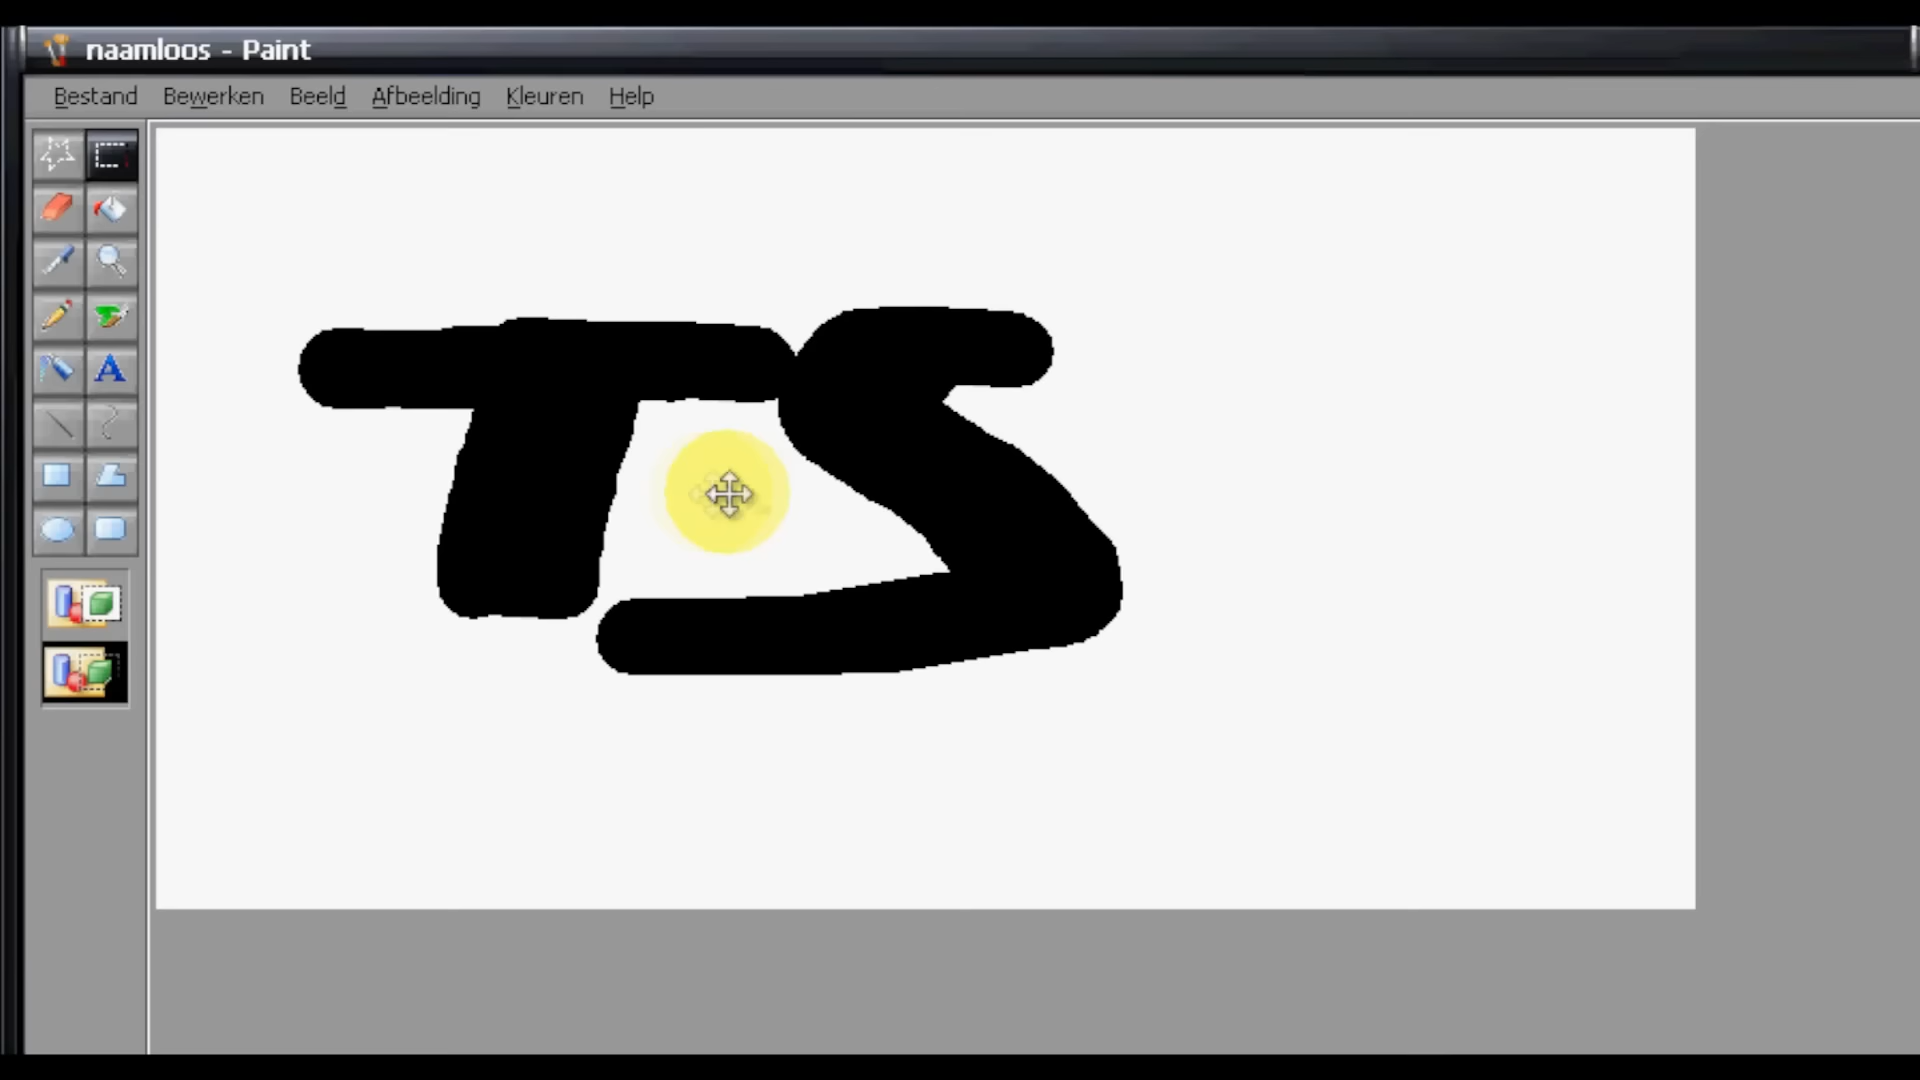 naamloos - Paint
Bestand Bewerken Beeld Afbeelding Kleuren Help
A
TS